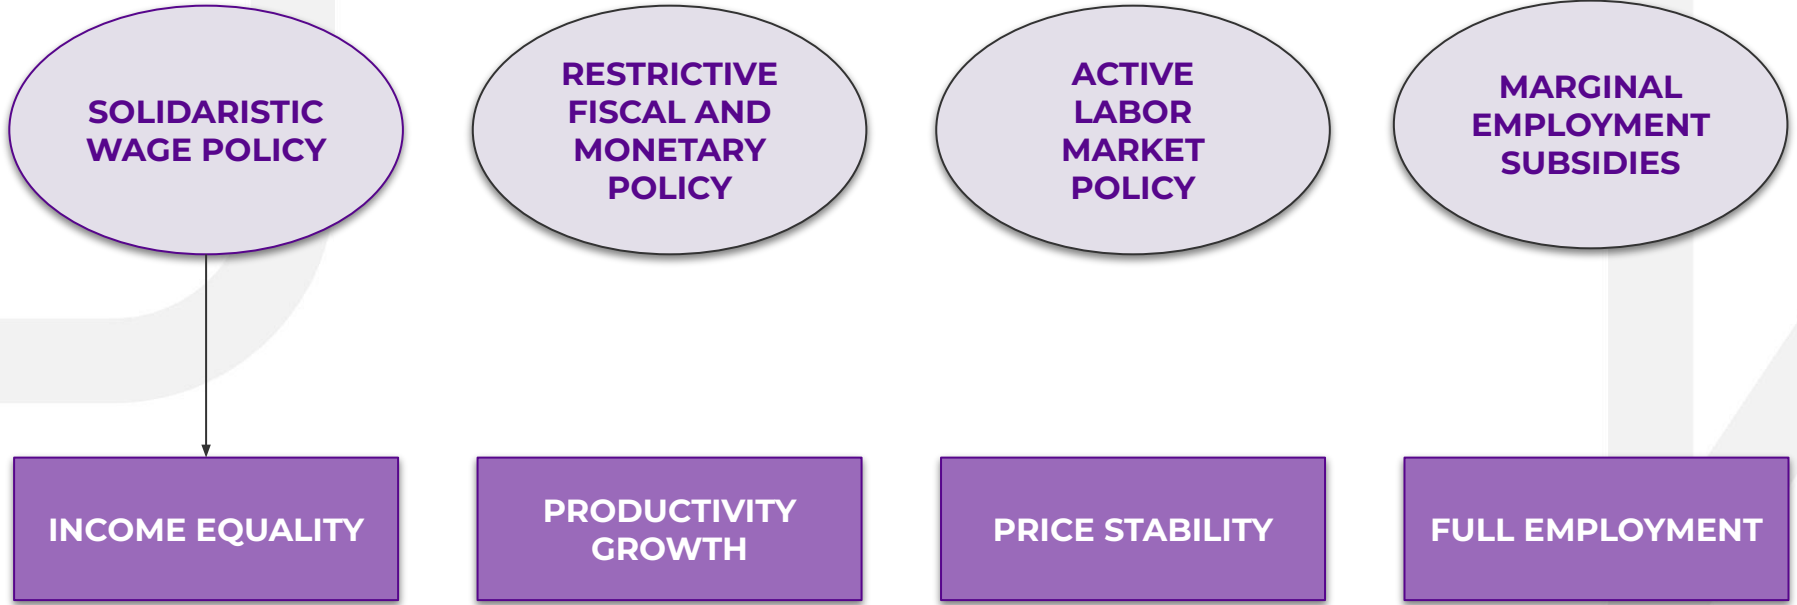 SOLIDARISTIC
WAGE POLICY
RESTRICTIVE
FISCAL AND
MONETARY
POLICY
ACTIVE
LABOR
MARKET
POLICY
MARGINAL
EMPLOYMENT
SUBSIDIES
INCOME EQUALITY
PRODUCTIVITY
GROWTH
PRICE STABILITY
FULL EMPLOYMENT